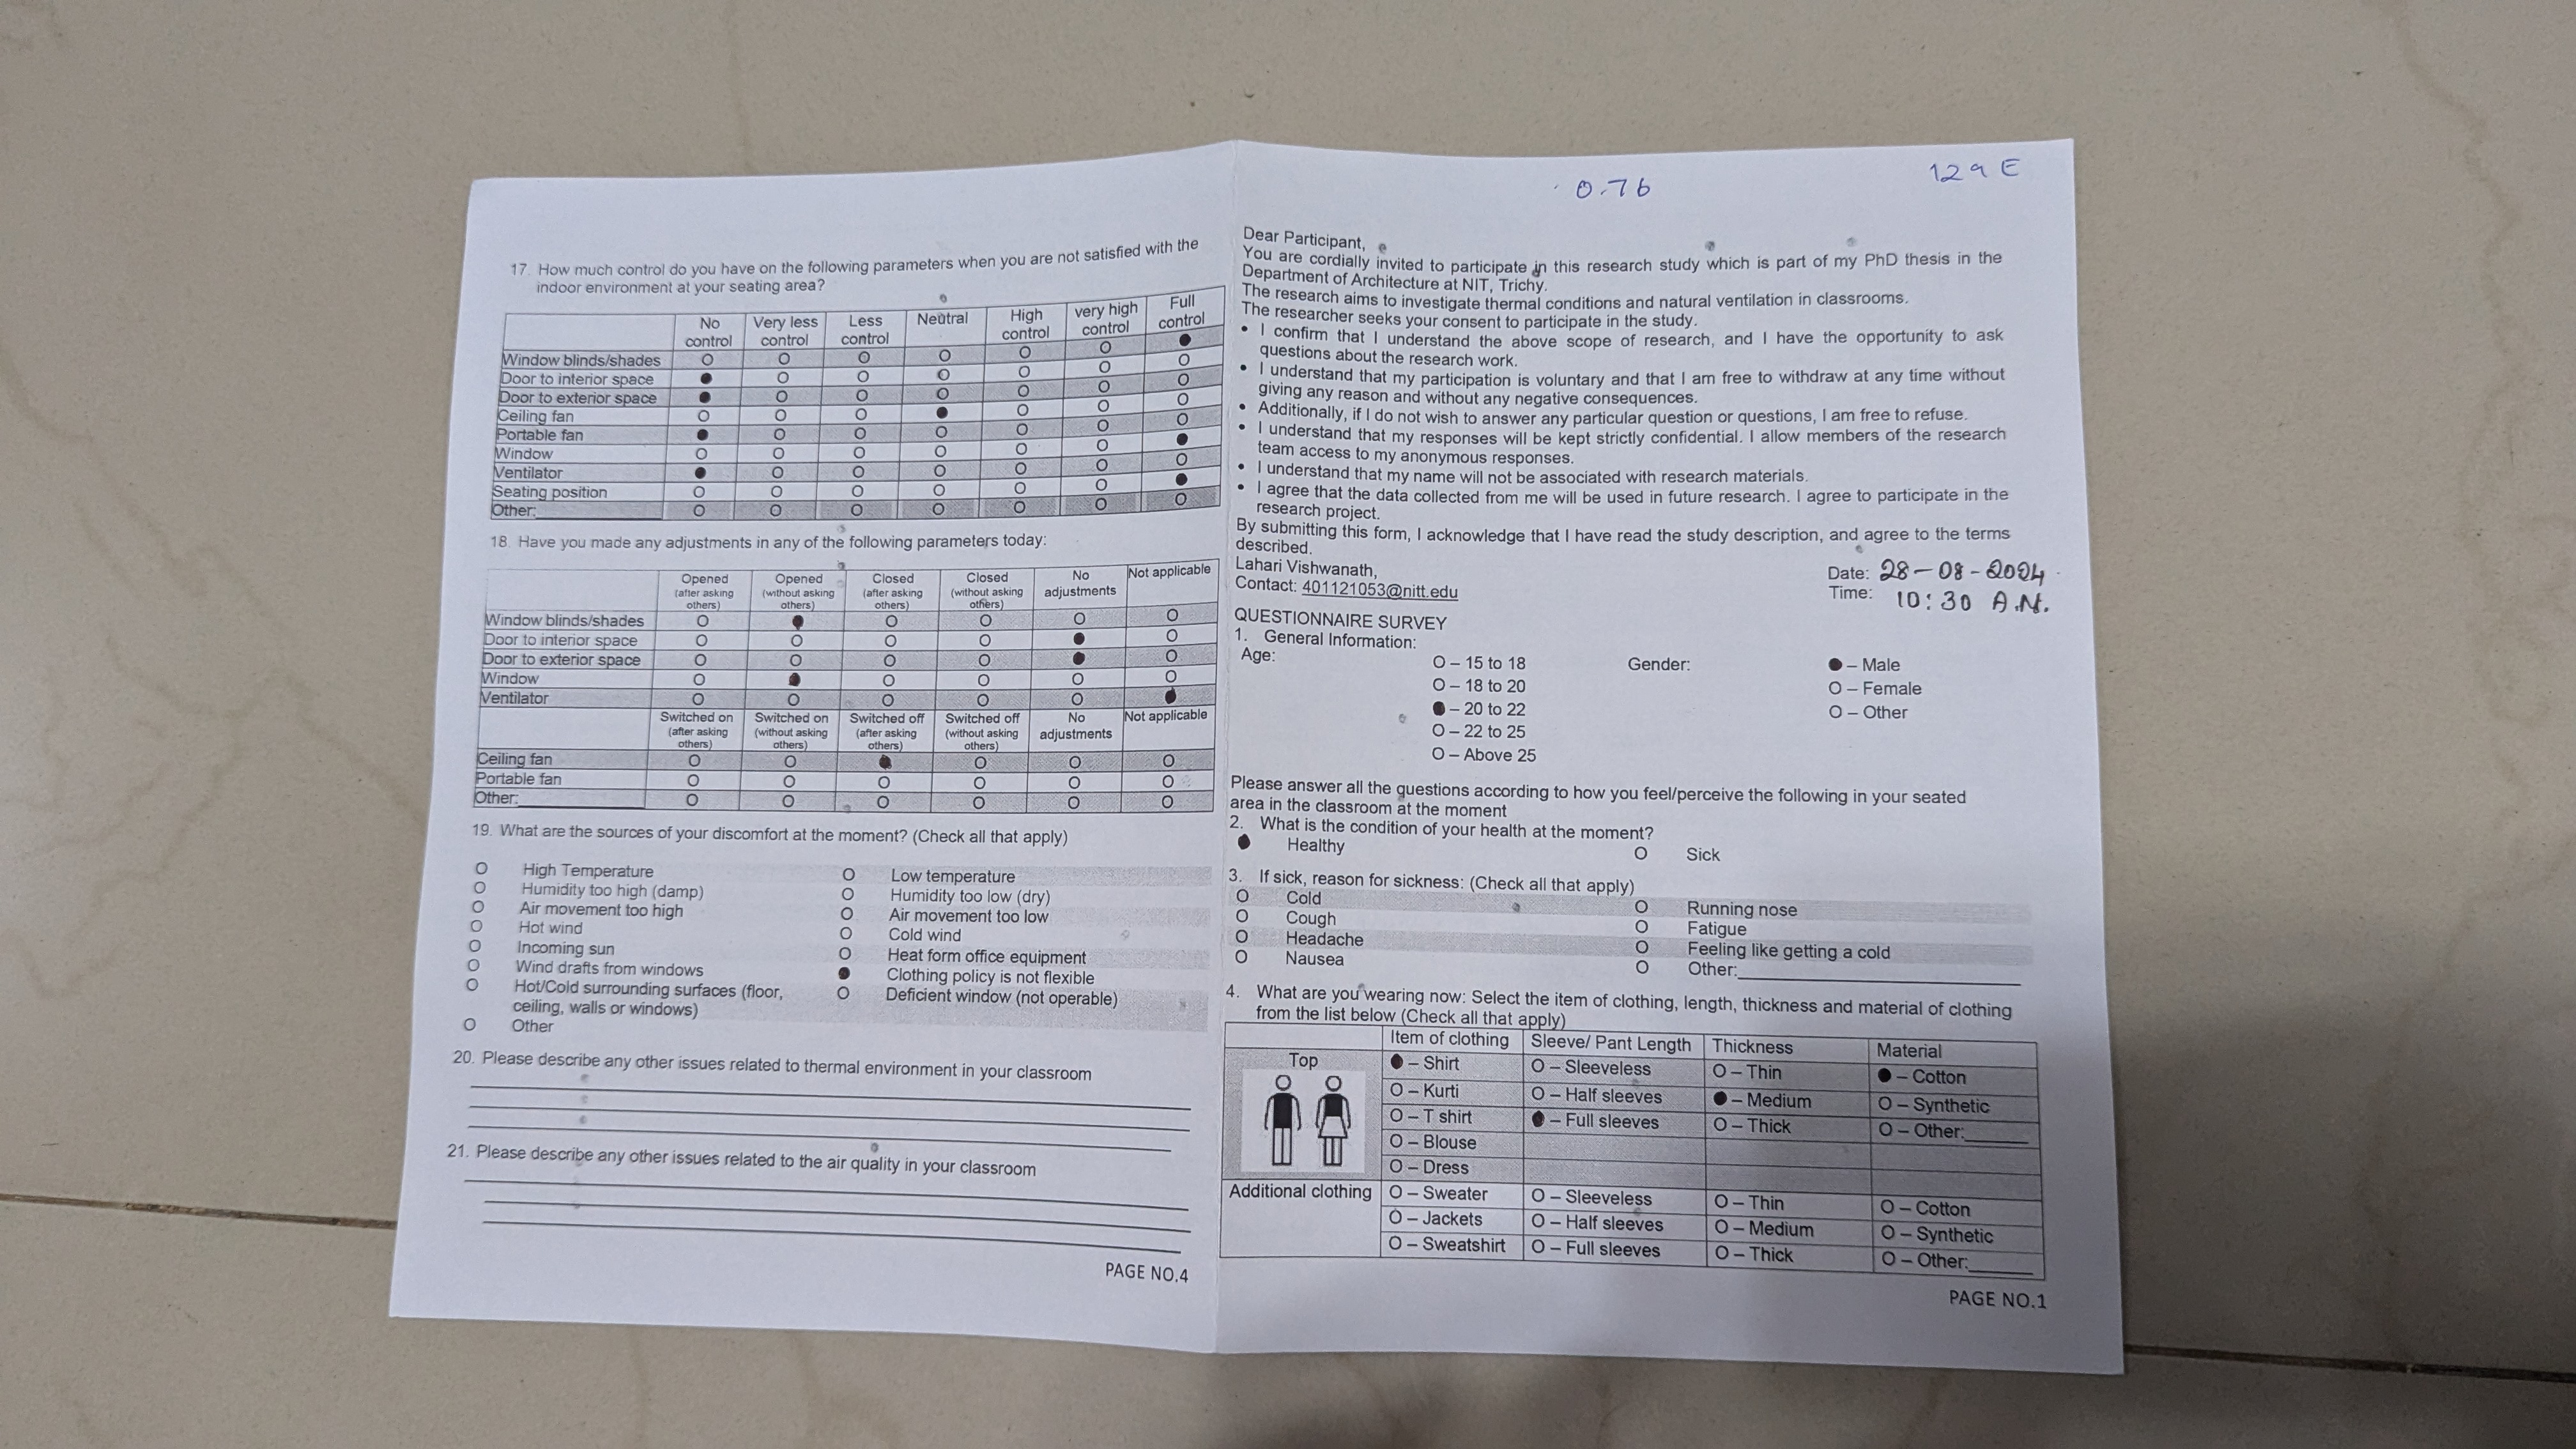 17. How much control do you have on the following parameters when you are not satisfied with the
indoor environment at your seating area?
No control Very less control Less control Neutral High control very high control Full control
Window blinds/shades O O O O O O ●
Door to interior space ● O O O O O O
Door to exterior space ● O O O O O O
Ceiling fan O O O ● O O O
Portable fan ● O O O O O O
Window O O O O O O ●
Ventilator ● O O O O O O
Seating position O O O O O O ●
Other:__________ O O O O O O O
18. Have you made any adjustments in any of the following parameters today:
Opened (after asking others) Opened (without asking others) Closed (after asking others) Closed (without asking others) No adjustments Not applicable
Window blinds/shades O ● O O O O
Door to interior space O O O O ● O
Door to exterior space O O O O ● O
Window O ● O O O O
Ventilator O O O O O ●
Switched on (after asking others) Switched on (without asking others) Switched off (after asking others) Switched off (without asking others) No adjustments Not applicable
Ceiling fan O O ● O O O
Portable fan O O O O O O
Other:__________ O O O O O O
19. What are the sources of your discomfort at the moment? (Check all that apply)
O High Temperature O Low temperature
O Humidity too high (damp) O Humidity too low (dry)
O Air movement too high O Air movement too low
O Hot wind O Cold wind
O Incoming sun O Heat form office equipment
O Wind drafts from windows ● Clothing policy is not flexible
O Hot/Cold surrounding surfaces (floor, O Deficient window (not operable)
ceiling, walls or windows)
O Other
20. Please describe any other issues related to thermal environment in your classroom
21. Please describe any other issues related to the air quality in your classroom
PAGE NO.4
0.76
129 E
Dear Participant,
You are cordially invited to participate in this research study which is part of my PhD thesis in the
Department of Architecture at NIT, Trichy.
The research aims to investigate thermal conditions and natural ventilation in classrooms.
The researcher seeks your consent to participate in the study.
• I confirm that I understand the above scope of research, and I have the opportunity to ask
questions about the research work.
• I understand that my participation is voluntary and that I am free to withdraw at any time without
giving any reason and without any negative consequences.
• Additionally, if I do not wish to answer any particular question or questions, I am free to refuse.
• I understand that my responses will be kept strictly confidential. I allow members of the research
team access to my anonymous responses.
• I understand that my name will not be associated with research materials.
• I agree that the data collected from me will be used in future research. I agree to participate in the
research project.
By submitting this form, I acknowledge that I have read the study description, and agree to the terms
described.
Lahari Vishwanath,
Contact: 401121053@nitt.edu
Date: 28-08-2024
Time: 10:30 A.M.
QUESTIONNAIRE SURVEY
1. General Information:
Age: O – 15 to 18 Gender: ● – Male
O – 18 to 20 O – Female
● – 20 to 22 O – Other
O – 22 to 25
O – Above 25
Please answer all the questions according to how you feel/perceive the following in your seated
area in the classroom at the moment
2. What is the condition of your health at the moment?
● Healthy O Sick
3. If sick, reason for sickness: (Check all that apply)
O Cold O Running nose
O Cough O Fatigue
O Headache O Feeling like getting a cold
O Nausea O Other:__________
4. What are you wearing now: Select the item of clothing, length, thickness and material of clothing
from the list below (Check all that apply)
Item of clothing Sleeve/ Pant Length Thickness Material
Top ● – Shirt O – Sleeveless O – Thin ● – Cotton
O – Kurti O – Half sleeves ● – Medium O – Synthetic
O – T shirt ● – Full sleeves O – Thick O – Other:______
O – Blouse
O – Dress
Additional clothing O – Sweater O – Sleeveless O – Thin O – Cotton
O – Jackets O – Half sleeves O – Medium O – Synthetic
O – Sweatshirt O – Full sleeves O – Thick O – Other:______
PAGE NO.1